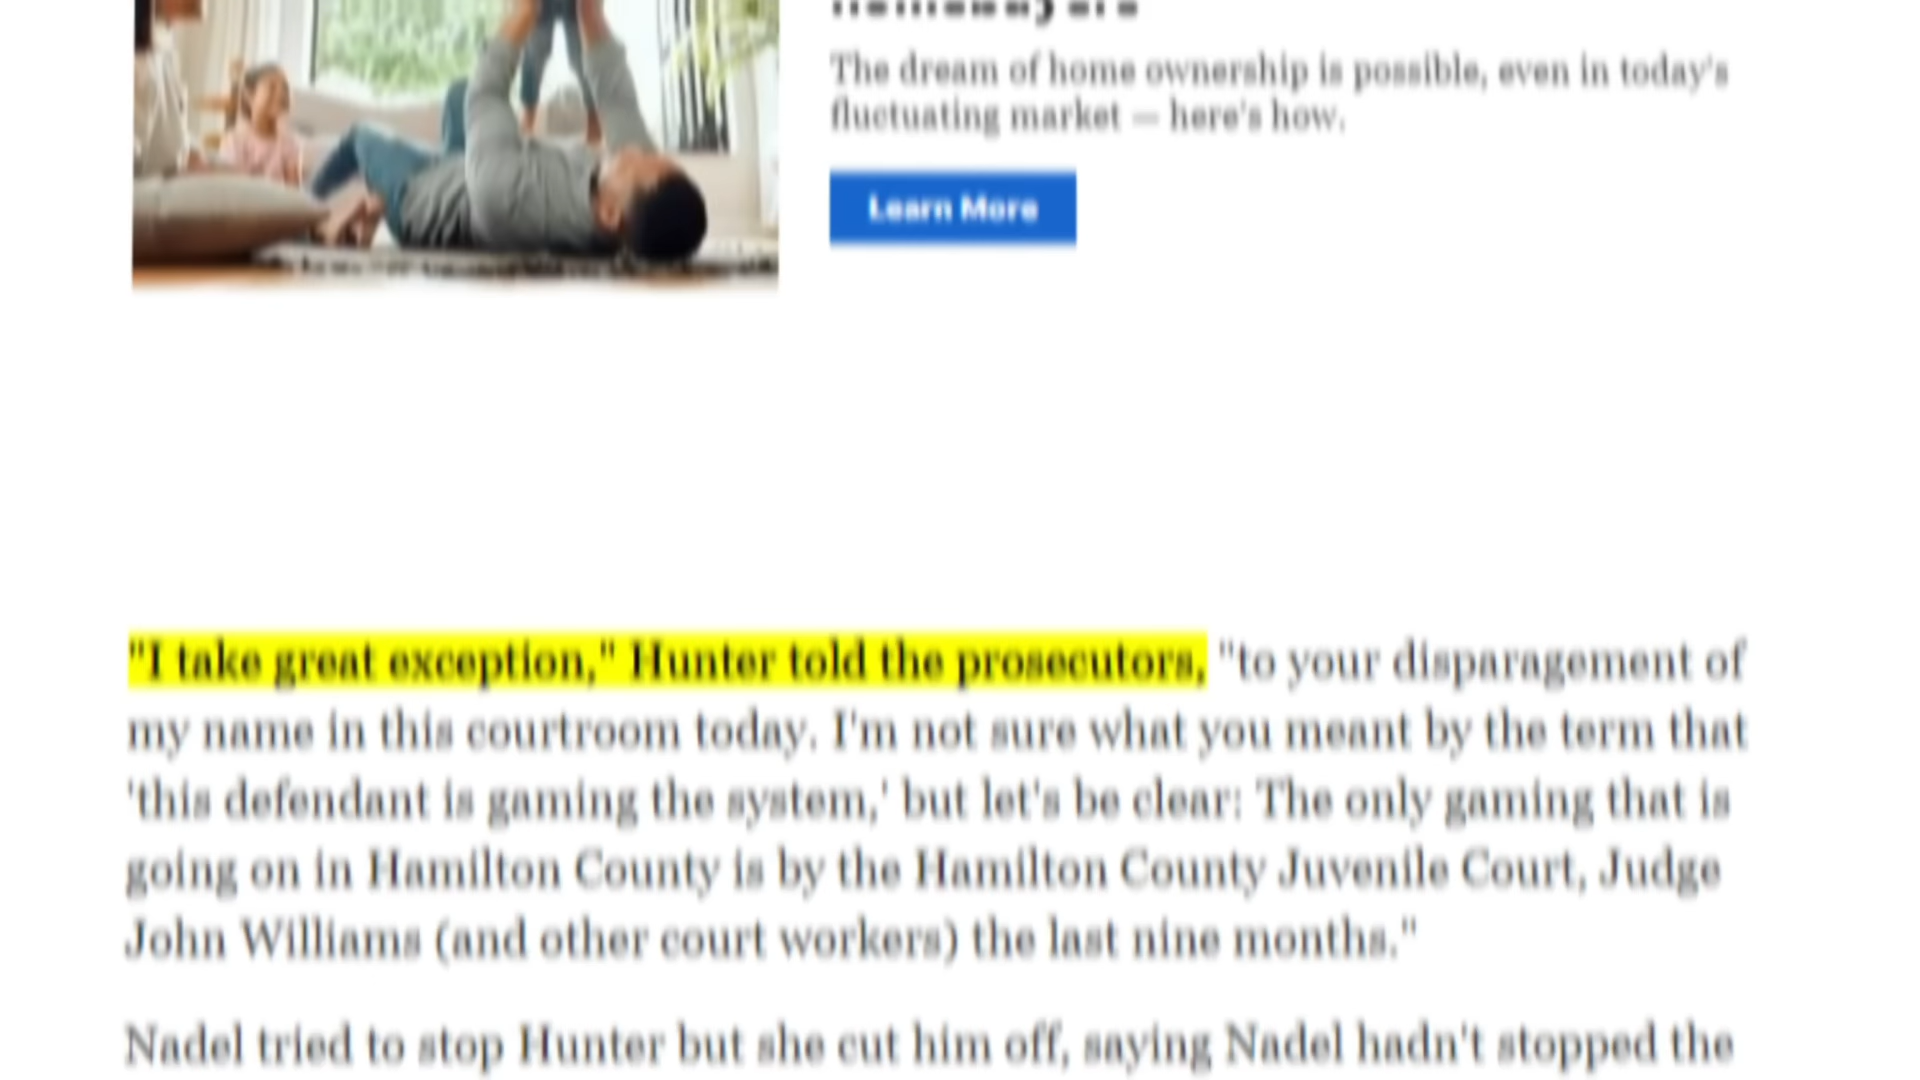 The dream of home ownership is possible, even in today's
fluctuating market — here's how.
Learn More
"I take great exception," Hunter told the prosecutors, "to your disparagement of
my name in this courtroom today. I'm not sure what you meant by the term that
'this defendant is gaming the system,' but let's be clear: The only gaming that is
going on in Hamilton County is by the Hamilton County Juvenile Court, Judge
John Williams (and other court workers) the last nine months."
Nadel tried to stop Hunter but she cut him off, saying Nadel hadn't stopped the